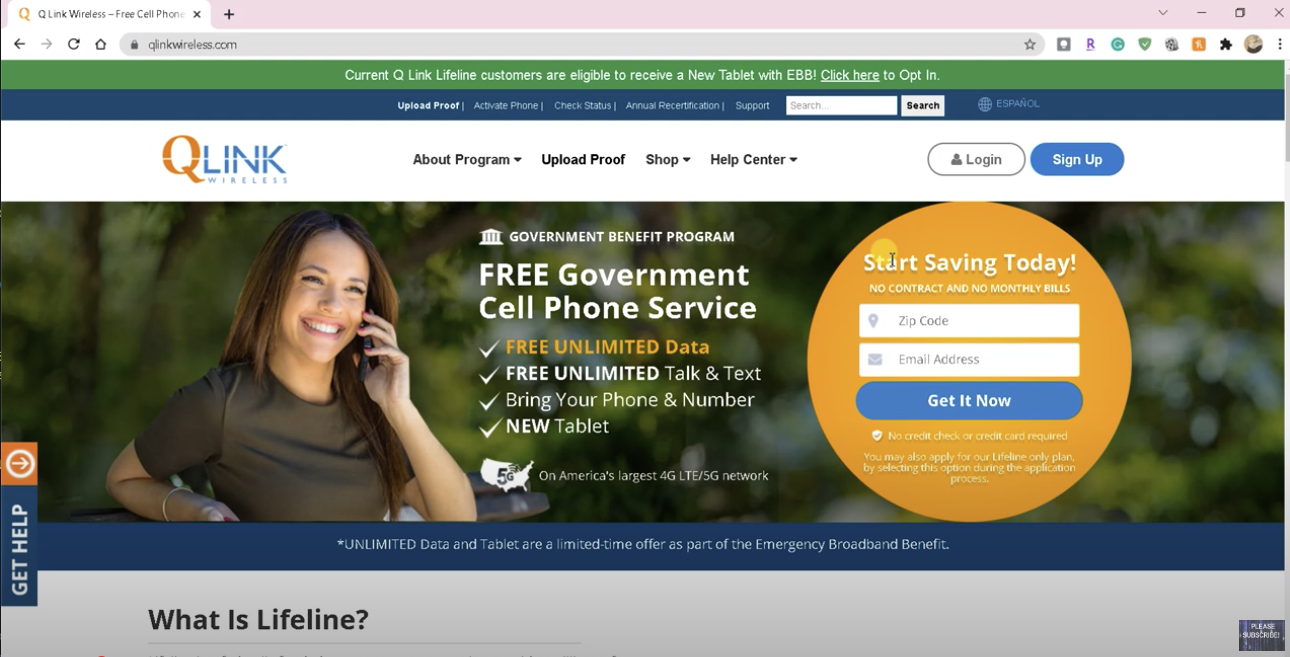 Q Link Wireless – Free Cell Phone
qlinkwireless.com
Current Q Link Lifeline customers are eligible to receive a New Tablet with EBB! Click here to Opt In.
Upload Proof | Activate Phone | Check Status | Annual Recertification | Support Search... Search ESPAÑOL
QLINK
WIRELESS
About Program Upload Proof Shop Help Center Login Sign Up
GOVERNMENT BENEFIT PROGRAM
FREE Government
Cell Phone Service
FREE UNLIMITED Data
FREE UNLIMITED Talk & Text
Bring Your Phone & Number
NEW Tablet
5G On America's largest 4G LTE/5G network
Start Saving Today!
NO CONTRACT AND NO MONTHLY BILLS
Zip Code
Email Address
Get It Now
No credit check or credit card required
You may also apply for our Lifeline only plan,
by selecting this option during the application
process.
GET HELP
*UNLIMITED Data and Tablet are a limited-time offer as part of the Emergency Broadband Benefit.
What Is Lifeline?
PLEASE
SUBSCRIBE!